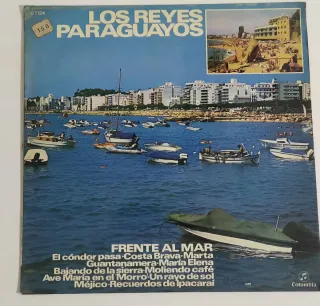 LOS REYES
PARAGUAYOS
FRENTE AL MAR
El cóndor pasa·Costa Brava·Marta
Guantanamera·María Elena
Bajando de la sierra·Moliendo café
Ave María en el Morro·Un rayo de sol
Méjico·Recuerdos de Ipacaraí
Columbia